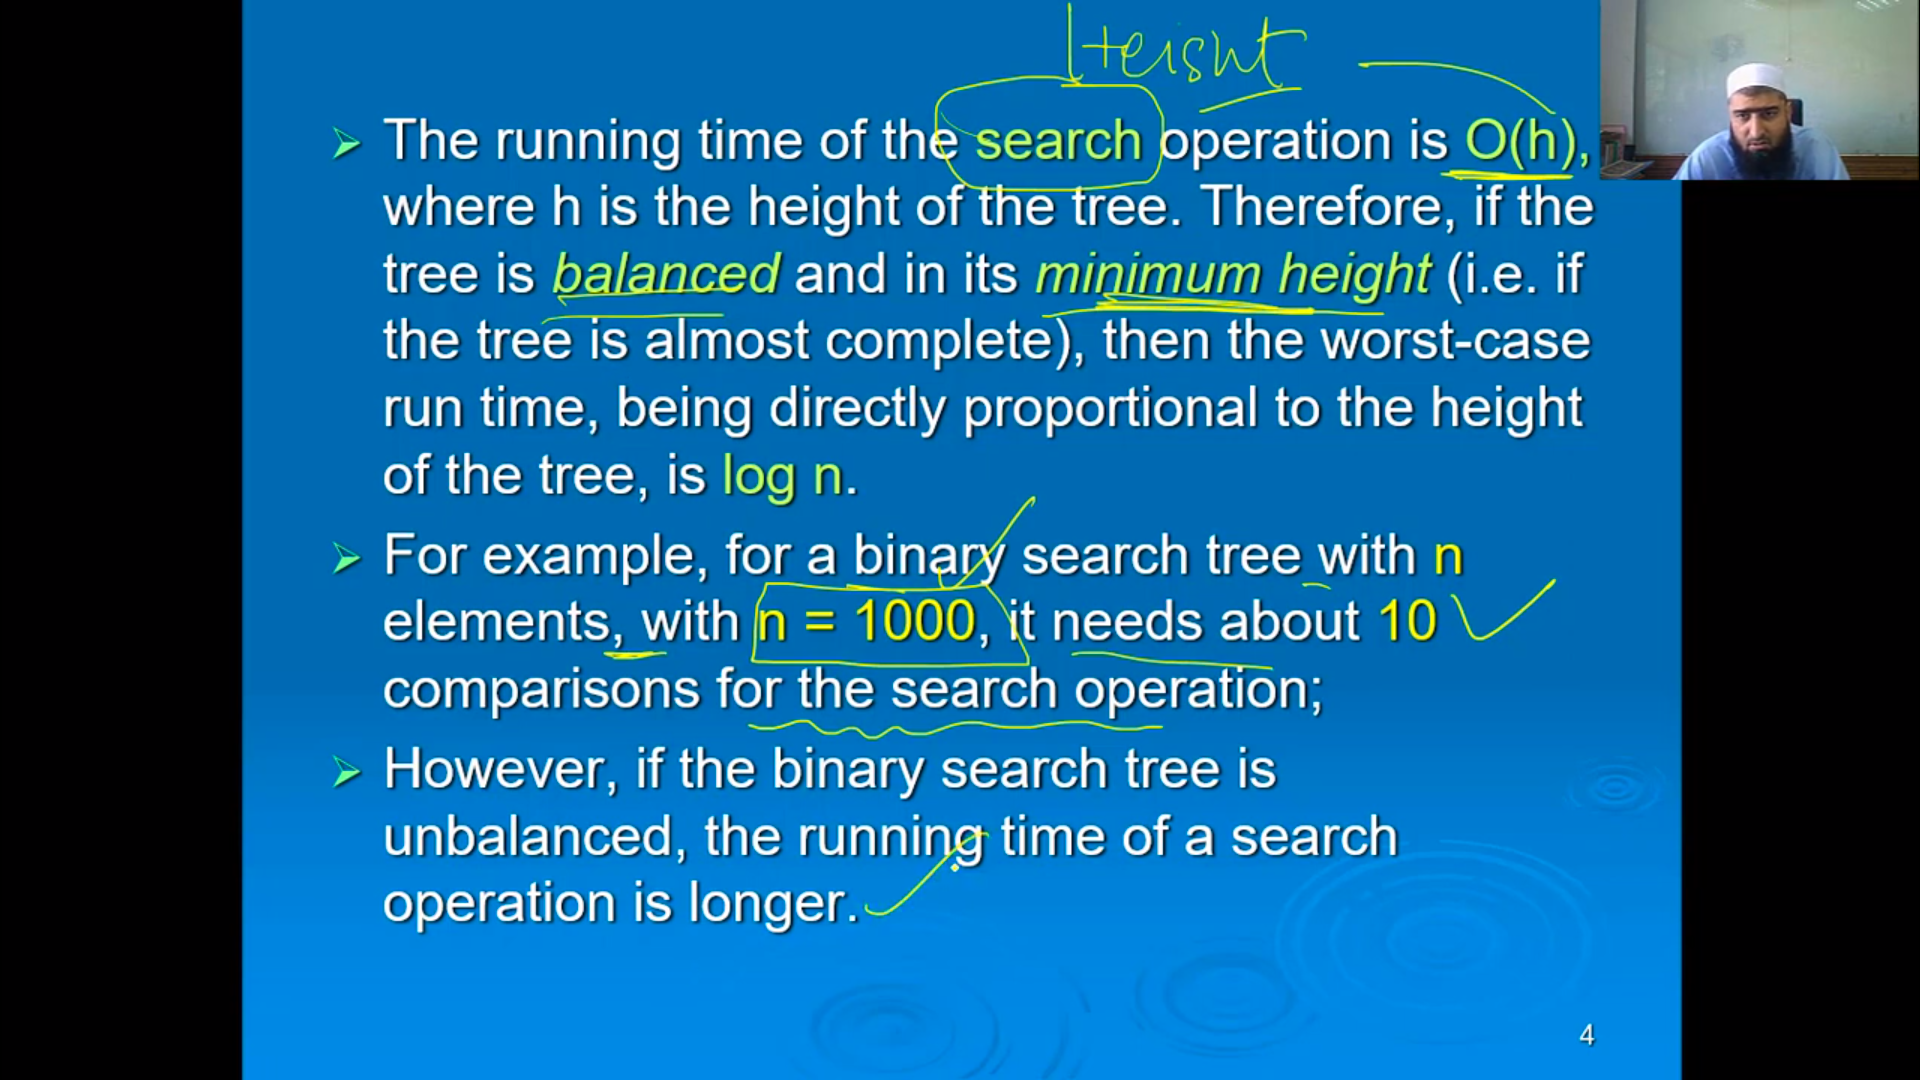 Height
The running time of the search operation is O(h),
where h is the height of the tree. Therefore, if the
tree is balanced and in its minimum height (i.e. if
the tree is almost complete), then the worst-case
run time, being directly proportional to the height
of the tree, is log n.
For example, for a binary search tree with n
elements, with n = 1000, it needs about 10
comparisons for the search operation;
However, if the binary search tree is
unbalanced, the running time of a search
operation is longer.
4